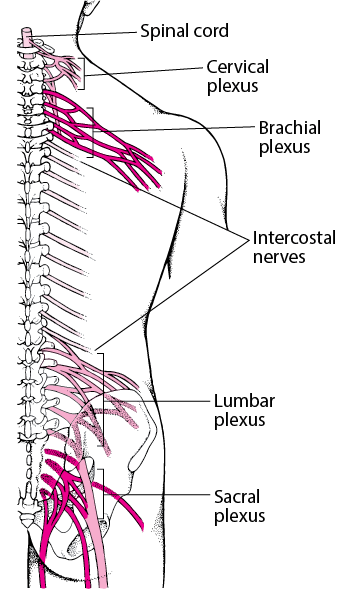 Spinal cord
Cervical
plexus
Brachial
plexus
Intercostal
nerves
Lumbar
plexus
Sacral
plexus